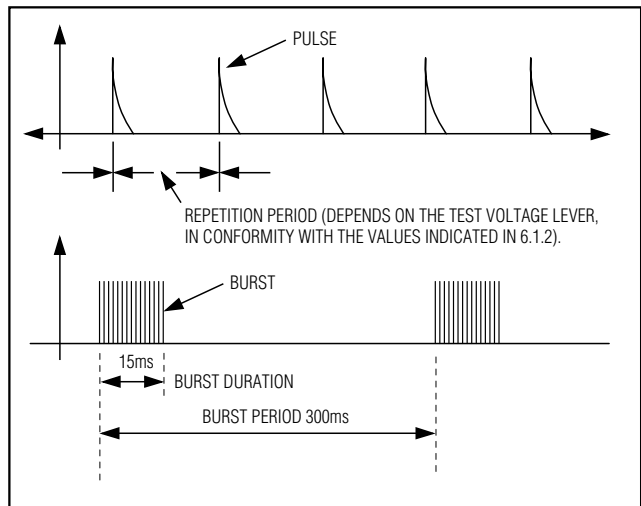 PULSE
REPETITION PERIOD (DEPENDS ON THE TEST VOLTAGE LEVER,
IN CONFORMITY WITH THE VALUES INDICATED IN 6.1.2).
BURST
15ms
BURST DURATION
BURST PERIOD 300ms